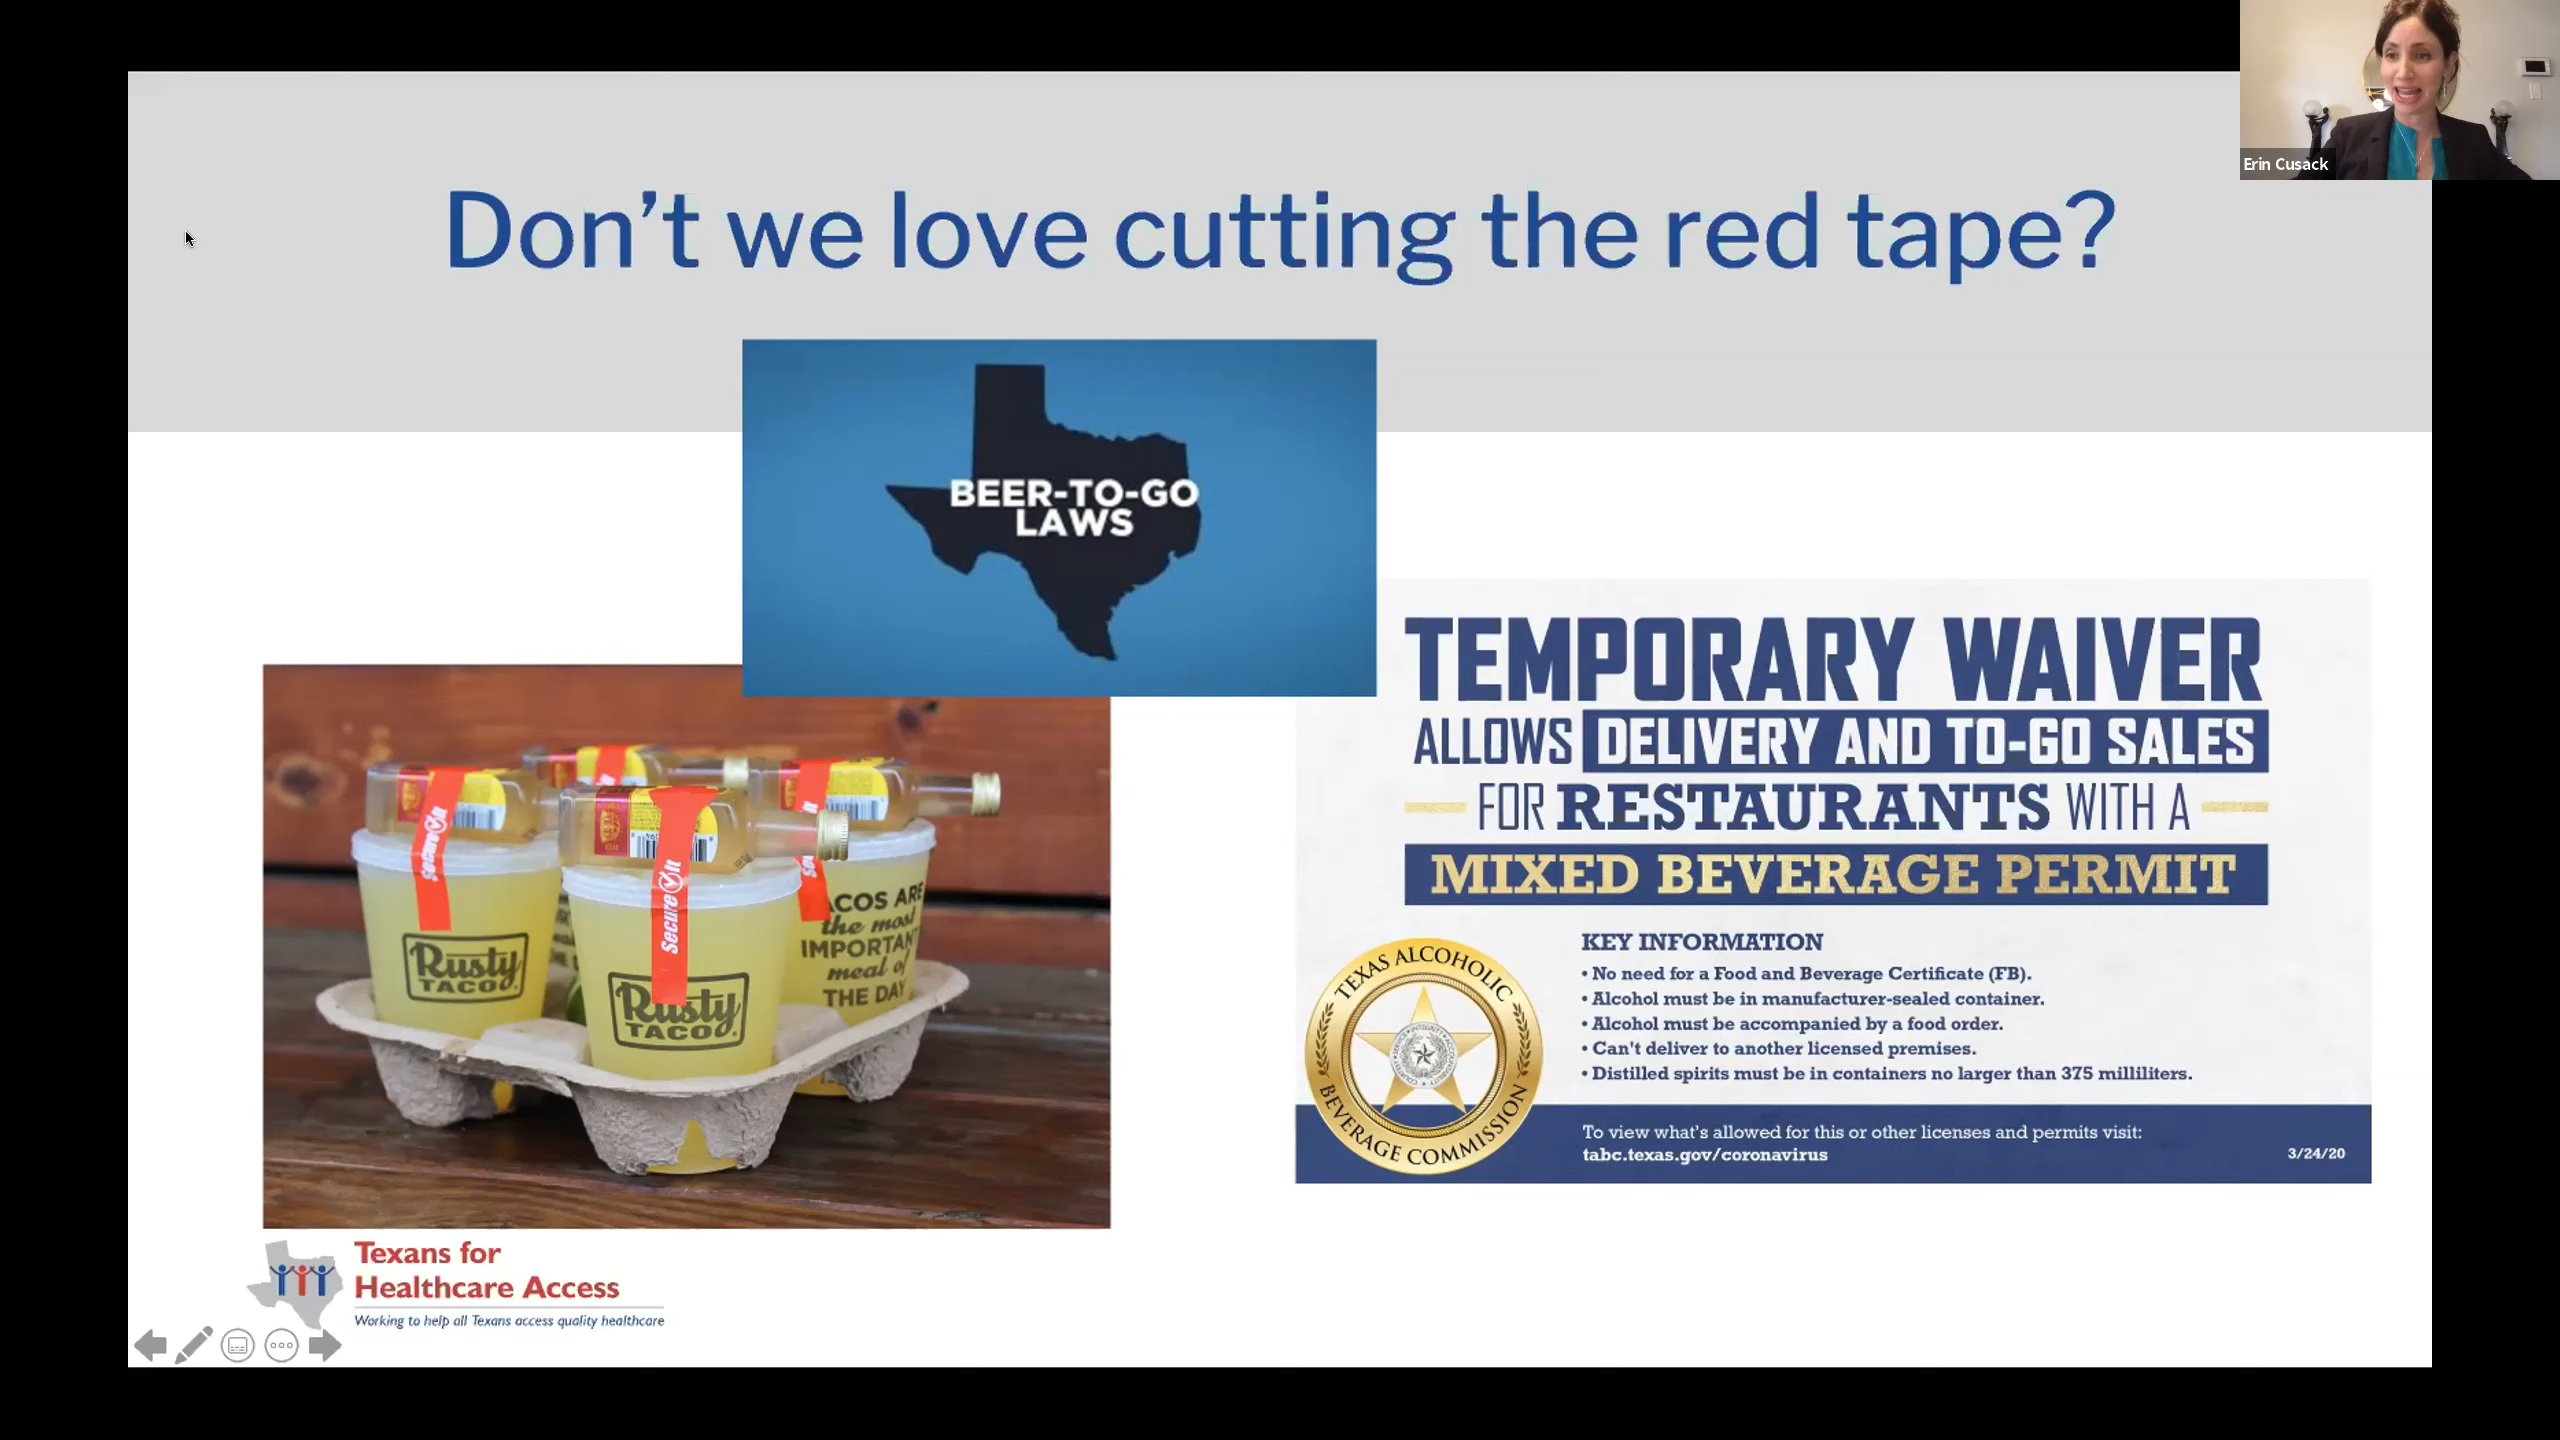 Erin Cusack
Don't we love cutting the red tape?
BEER-TO-GO
LAWS
TEMPORARY WAIVER
ALLOWS DELIVERY AND TO-GO SALES
FOR RESTAURANTS WITH A
MIXED BEVERAGE PERMIT
KEY INFORMATION
• No need for a Food and Beverage Certificate (FB).
• Alcohol must be in manufacturer-sealed container.
• Alcohol must be accompanied by a food order.
• Can't deliver to another licensed premises.
• Distilled spirits must be in containers no larger than 375 milliliters.
TEXAS ALCOHOLIC
BEVERAGE COMMISSION
To view what's allowed for this or other licenses and permits visit:
tabc.texas.gov/coronavirus
3/24/20
Secure It
Secure It
Rusty
TACO
Rusty
TACO
ACOS ARE
the most
IMPORTANT
meal of
THE DAY
Texans for
Healthcare Access
Working to help all Texans access quality healthcare